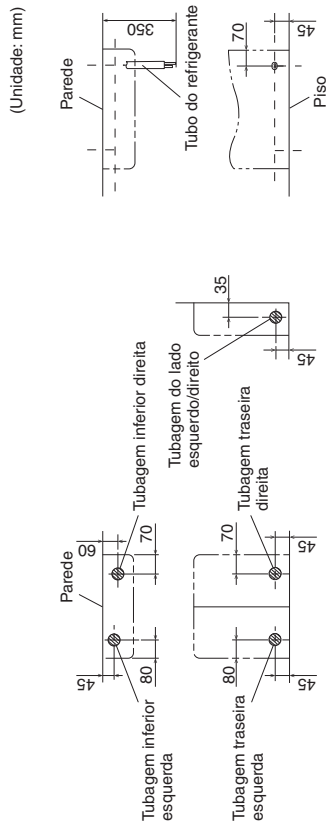 (Unidade: mm)
Parede
45
60
80
70
Tubagem inferior
esquerda
Tubagem inferior direita
80
70
45
45
Tubagem traseira
esquerda
Tubagem traseira
direita
Tubagem do lado
esquerdo/direito
35
45
Parede
350
Tubo do refrigerante
70
45
Piso